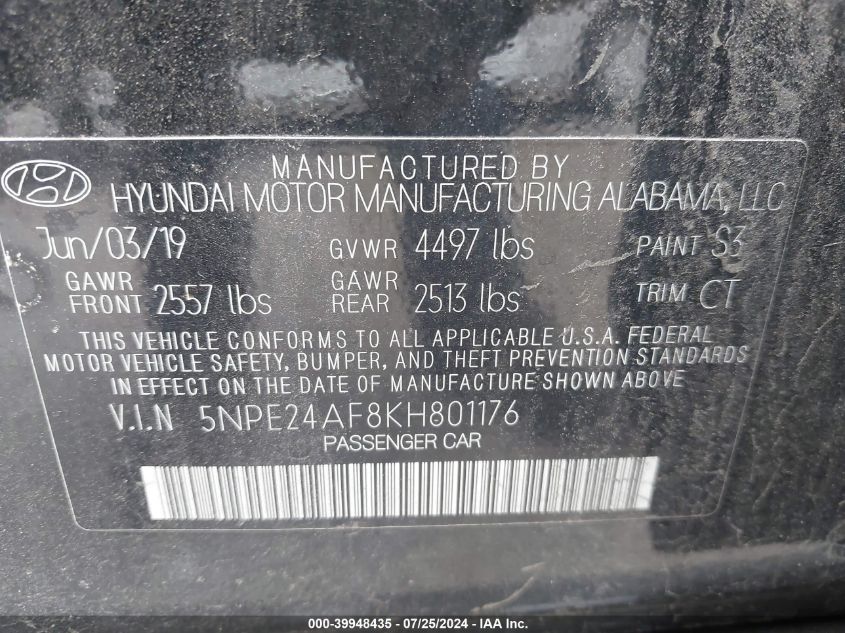 MANUFACTURED BY
HYUNDAI MOTOR MANUFACTURING ALABAMA, LLC
Jun/03/19 GVWR 4497 lbs PAINT S3
GAWR FRONT 2557 lbs GAWR REAR 2513 lbs TRIM CT
THIS VEHICLE CONFORMS TO ALL APPLICABLE U.S.A. FEDERAL
MOTOR VEHICLE SAFETY, BUMPER, AND THEFT PREVENTION STANDARDS
IN EFFECT ON THE DATE OF MANUFACTURE SHOWN ABOVE.
V.I.N 5NPE24AF8KH801176
PASSENGER CAR
000-39948435 - 07/25/2024 - IAA Inc.